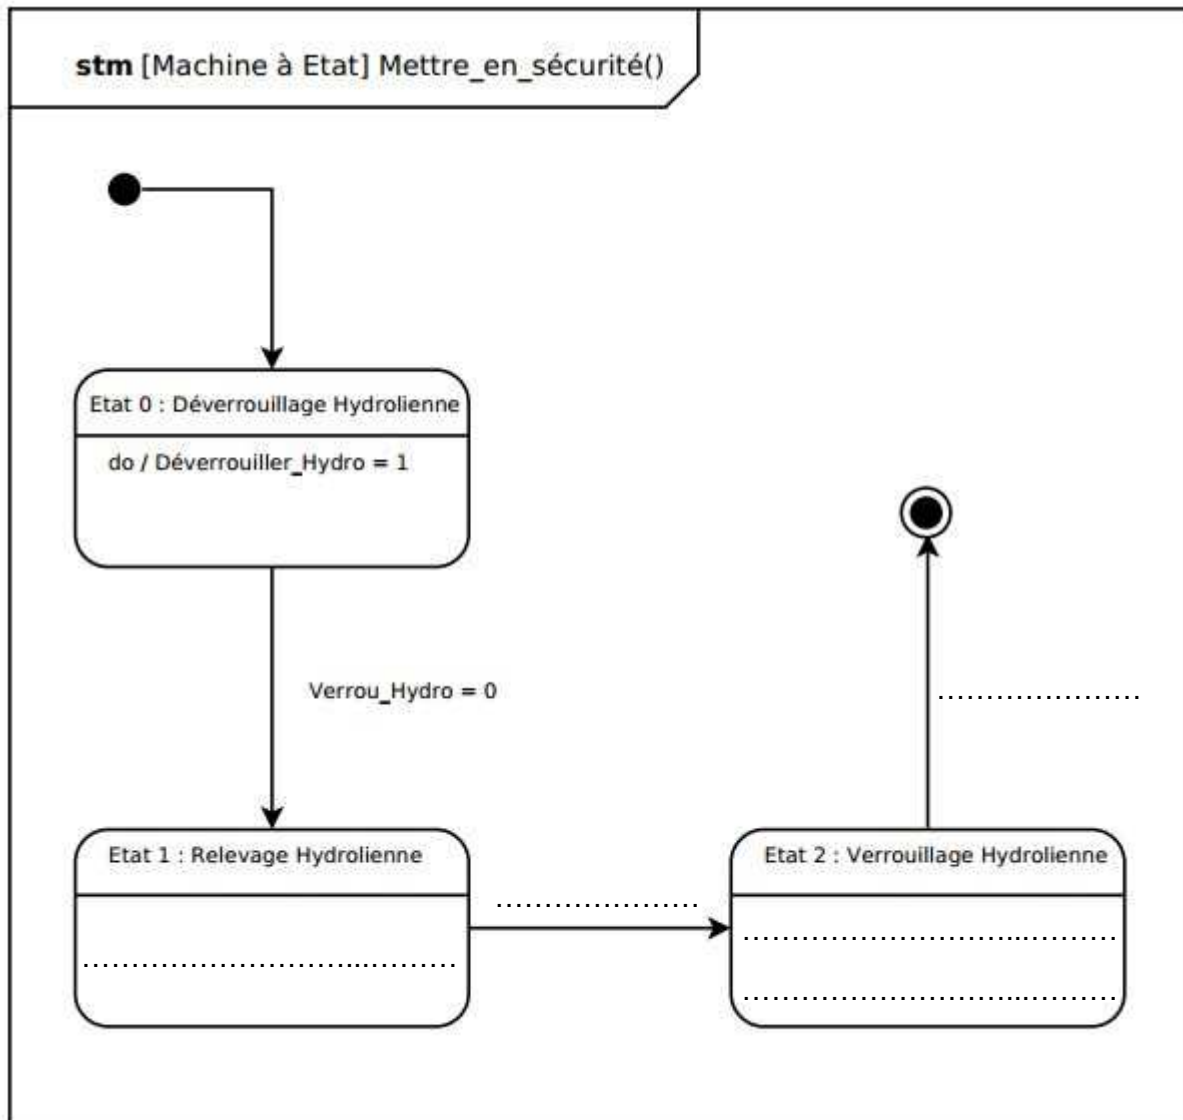 stm [Machine à Etat] Mettre_en_sécurité()
Etat 0 : Déverrouillage Hydrolienne
do / Déverrouiller_Hydro = 1
Verrou_Hydro = 0
....................
Etat 1 : Relevage Hydrolienne
Etat 2 : Verrouillage Hydrolienne
....................
.....................................
.....................................
.....................................